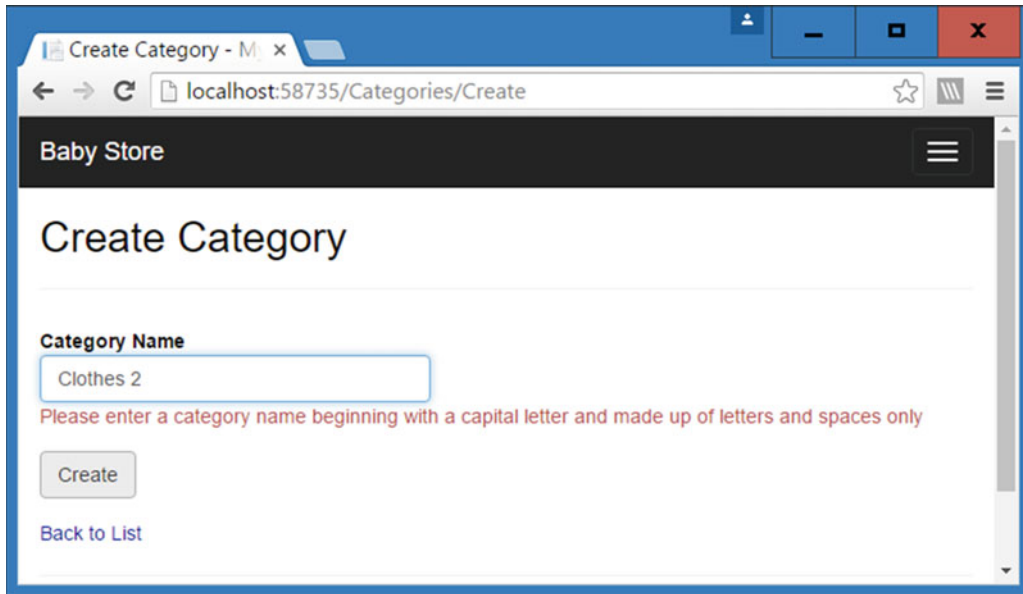 Create Category - My
localhost:58735/Categories/Create
Baby Store
Create Category
Category Name
Clothes 2
Please enter a category name beginning with a capital letter and made up of letters and spaces only
Create
Back to List